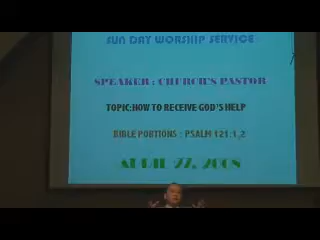 SUN DAY WORSHIP SERVICE
SPEAKER : CHURCH'S PASTOR
TOPIC:HOW TO RECEIVE GOD'S HELP
BIBLE PORTIONS : PSALM 121:1,2
APRIL 27, 2008